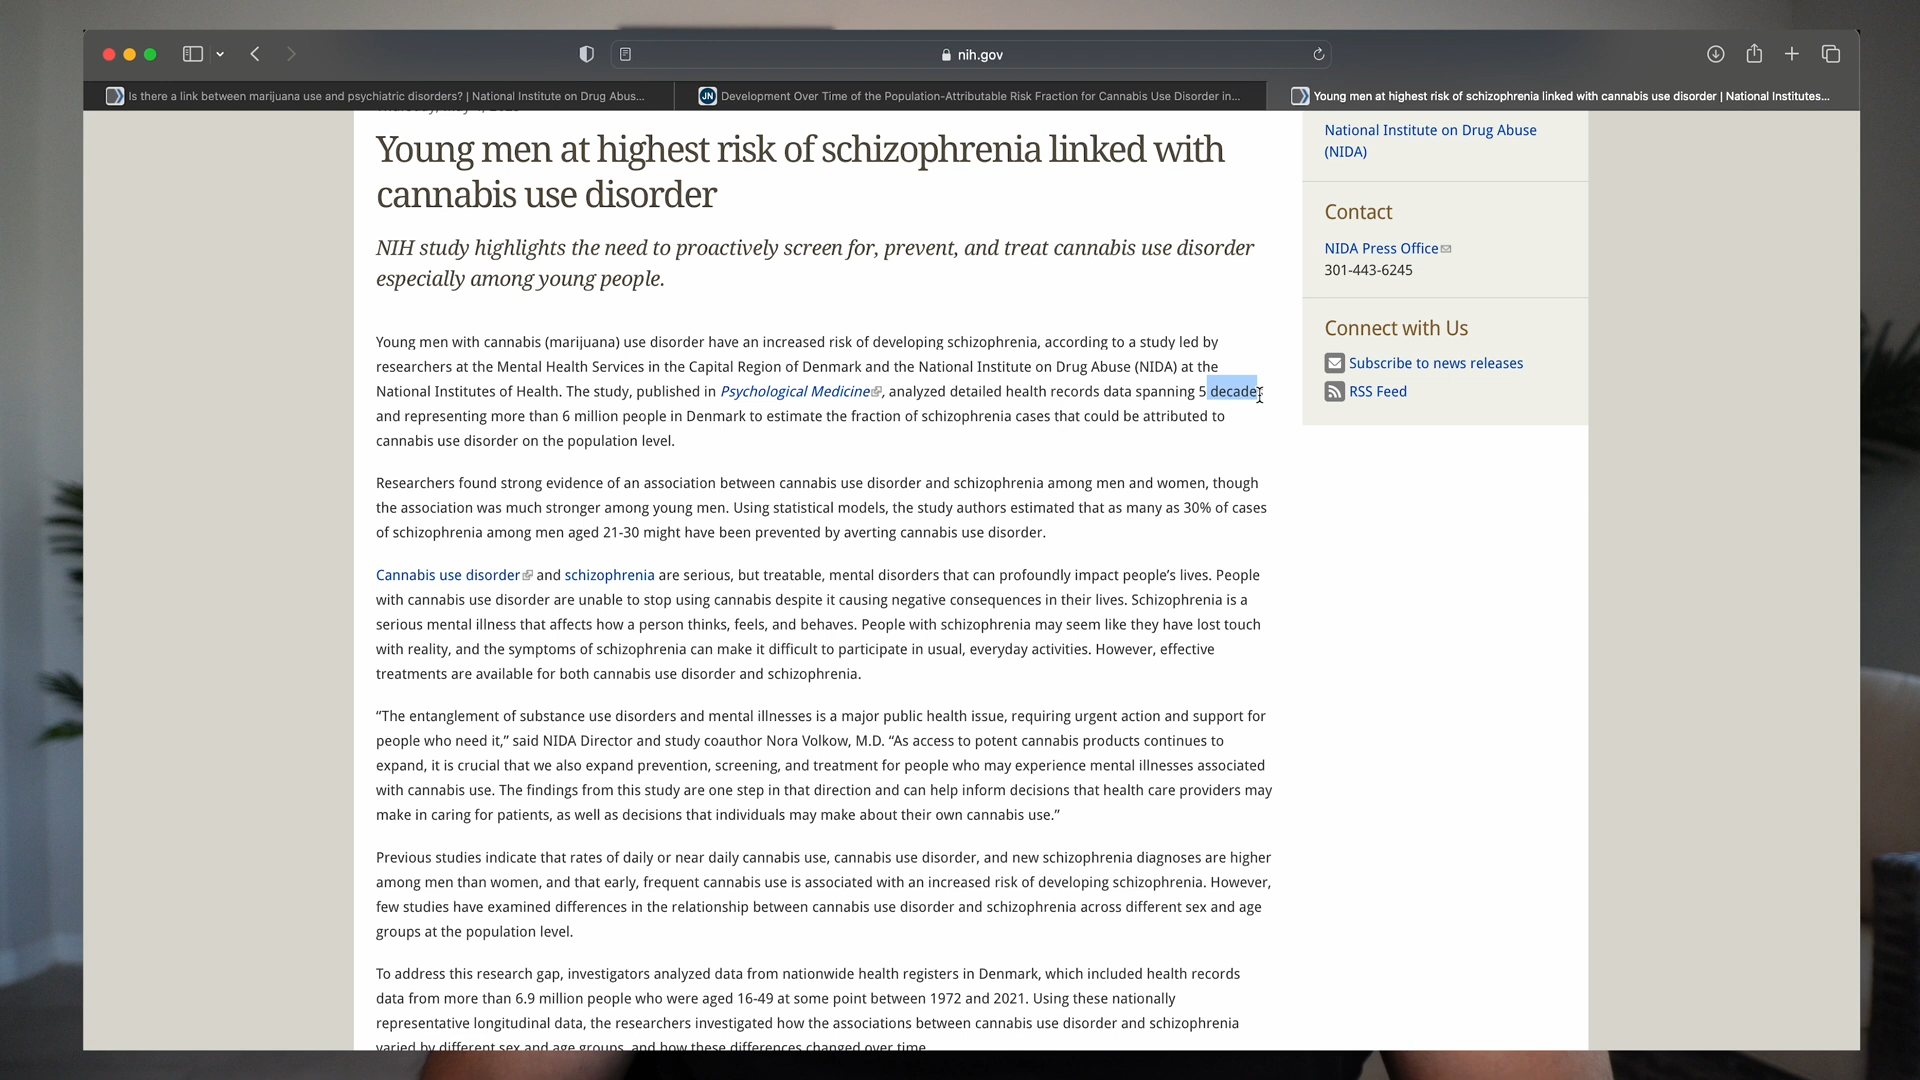 nih.gov
Is there a link between marijuana use and psychiatric disorders? | National Institute on Drug Abus...
JN Development Over Time of the Population-Attributable Risk Fraction for Cannabis Use Disorder in...
Young men at highest risk of schizophrenia linked with cannabis use disorder | National Institutes...
Young men at highest risk of schizophrenia linked with
cannabis use disorder
NIH study highlights the need to proactively screen for, prevent, and treat cannabis use disorder
especially among young people.
Young men with cannabis (marijuana) use disorder have an increased risk of developing schizophrenia, according to a study led by
researchers at the Mental Health Services in the Capital Region of Denmark and the National Institute on Drug Abuse (NIDA) at the
National Institutes of Health. The study, published in Psychological Medicine, analyzed detailed health records data spanning 5 decades
and representing more than 6 million people in Denmark to estimate the fraction of schizophrenia cases that could be attributed to
cannabis use disorder on the population level.
Researchers found strong evidence of an association between cannabis use disorder and schizophrenia among men and women, though
the association was much stronger among young men. Using statistical models, the study authors estimated that as many as 30% of cases
of schizophrenia among men aged 21-30 might have been prevented by averting cannabis use disorder.
Cannabis use disorder and schizophrenia are serious, but treatable, mental disorders that can profoundly impact people’s lives. People
with cannabis use disorder are unable to stop using cannabis despite it causing negative consequences in their lives. Schizophrenia is a
serious mental illness that affects how a person thinks, feels, and behaves. People with schizophrenia may seem like they have lost touch
with reality, and the symptoms of schizophrenia can make it difficult to participate in usual, everyday activities. However, effective
treatments are available for both cannabis use disorder and schizophrenia.
“The entanglement of substance use disorders and mental illnesses is a major public health issue, requiring urgent action and support for
people who need it,” said NIDA Director and study coauthor Nora Volkow, M.D. “As access to potent cannabis products continues to
expand, it is crucial that we also expand prevention, screening, and treatment for people who may experience mental illnesses associated
with cannabis use. The findings from this study are one step in that direction and can help inform decisions that health care providers may
make in caring for patients, as well as decisions that individuals may make about their own cannabis use.”
Previous studies indicate that rates of daily or near daily cannabis use, cannabis use disorder, and new schizophrenia diagnoses are higher
among men than women, and that early, frequent cannabis use is associated with an increased risk of developing schizophrenia. However,
few studies have examined differences in the relationship between cannabis use disorder and schizophrenia across different sex and age
groups at the population level.
To address this research gap, investigators analyzed data from nationwide health registers in Denmark, which included health records
data from more than 6.9 million people who were aged 16-49 at some point between 1972 and 2021. Using these nationally
representative longitudinal data, the researchers investigated how the associations between cannabis use disorder and schizophrenia
varied by different sex and age groups, and how these differences changed over time.
National Institute on Drug Abuse
(NIDA)
Contact
NIDA Press Office
301-443-6245
Connect with Us
Subscribe to news releases
RSS Feed